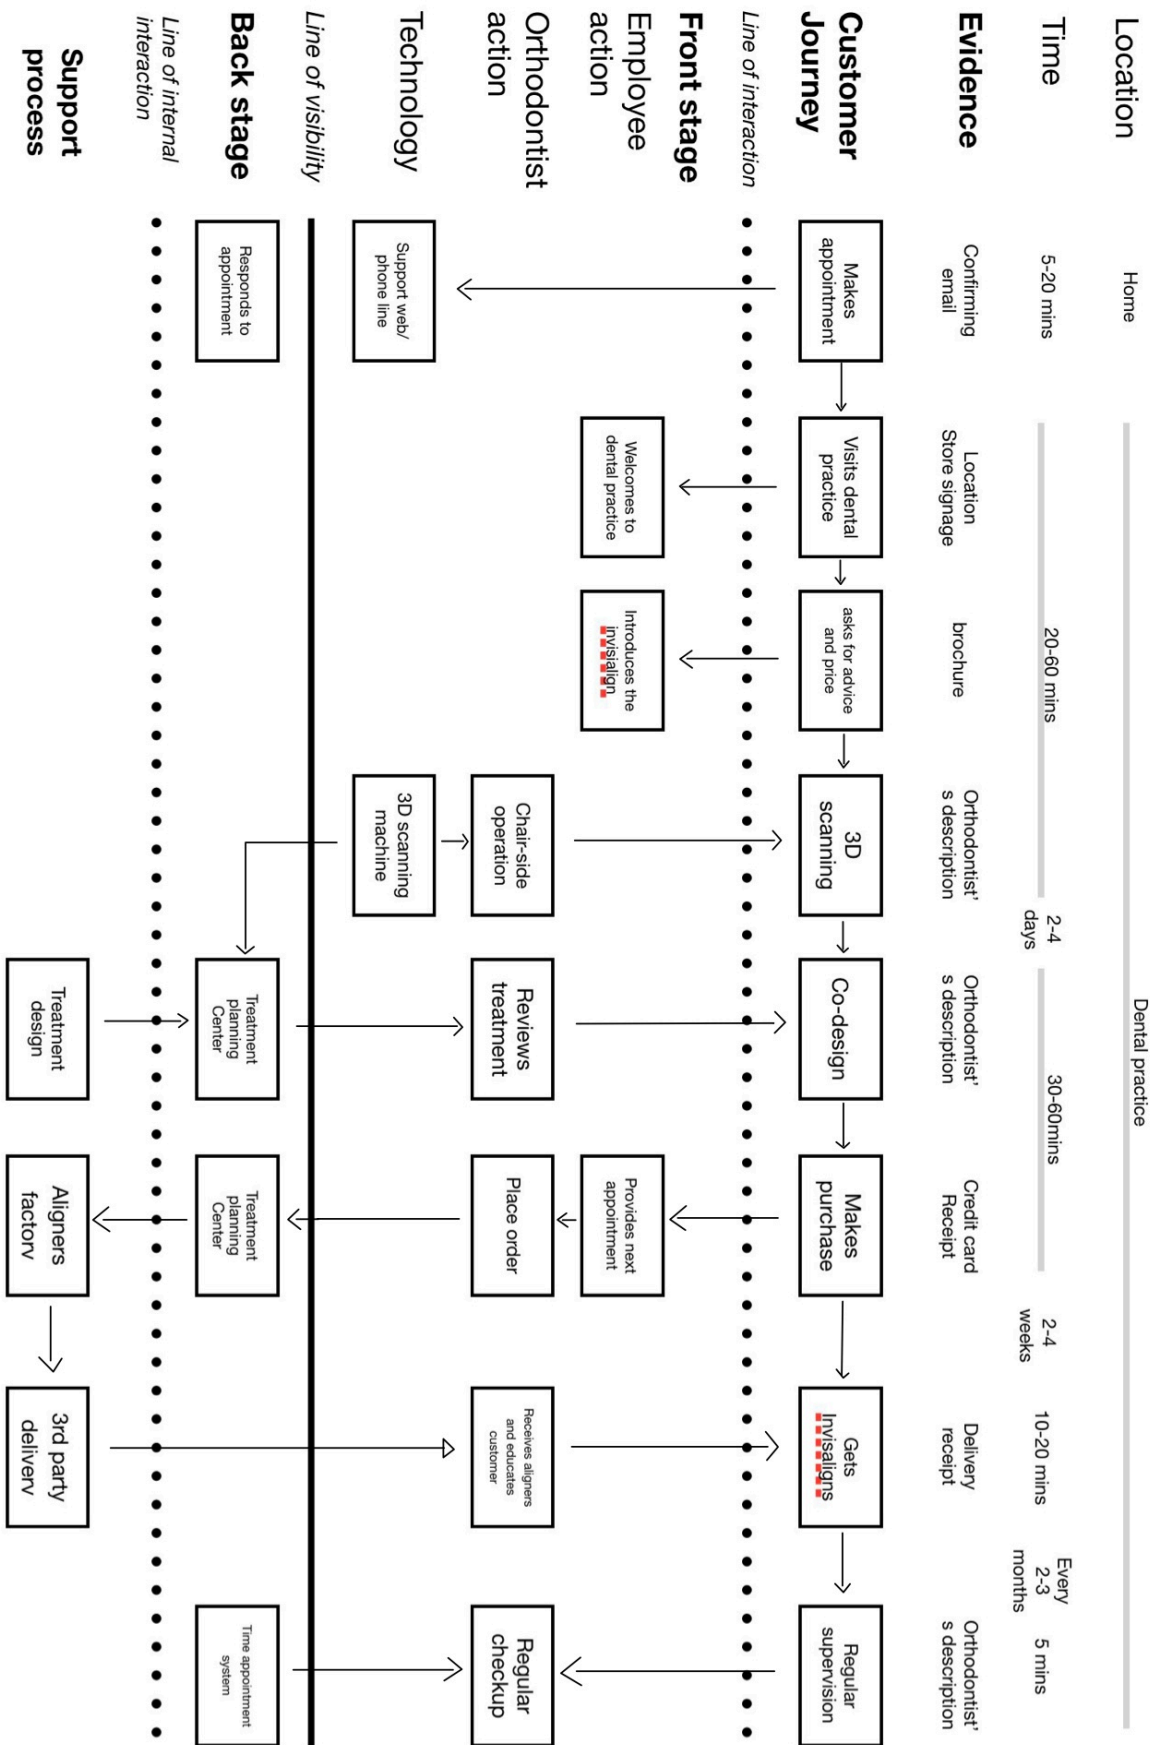 Location
Home
Dental practice
Time
5-20 mins
20-60 mins
2-4
days
30-60mins
2-4
weeks
10-20 mins
Every
2-3
months
5 mins
Evidence
Confirming
email
Location
Store signage
brochure
Orthodontist’
s description
Orthodontist’
s description
Credit card
Receipt
Delivery
receipt
Orthodontist’
s description
Customer
Journey
Makes
appointment
Visits dental
practice
asks for advice
and price
3D
scanning
Co-design
Makes
purchase
Gets
Invisaligns
Regular
supervision
Line of interaction
Front stage
Employee
action
Welcomes to
dental practice
Introduces the
invisialign
Provides next
appointment
Orthodontist
action
Chair-side
operation
Reviews
treatment
Place order
Receives aligners
and educates
customer
Regular
checkup
Technology
Support web/
phone line
3D scanning
machine
Line of visibility
Back stage
Responds to
appointment
Treatment
planning
Center
Treatment
planning
Center
Time appointment
system
Line of internal
interaction
Support
process
Treatment
design
Aligners
factory
3rd party
delivery